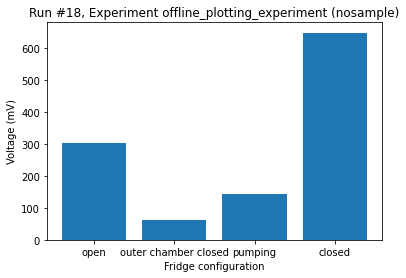 Run #18, Experiment offline_plotting_experiment (nosample)
Voltage (mV)
600
500
400
300
200
100
0
open outer chamber closed pumping closed
Fridge configuration